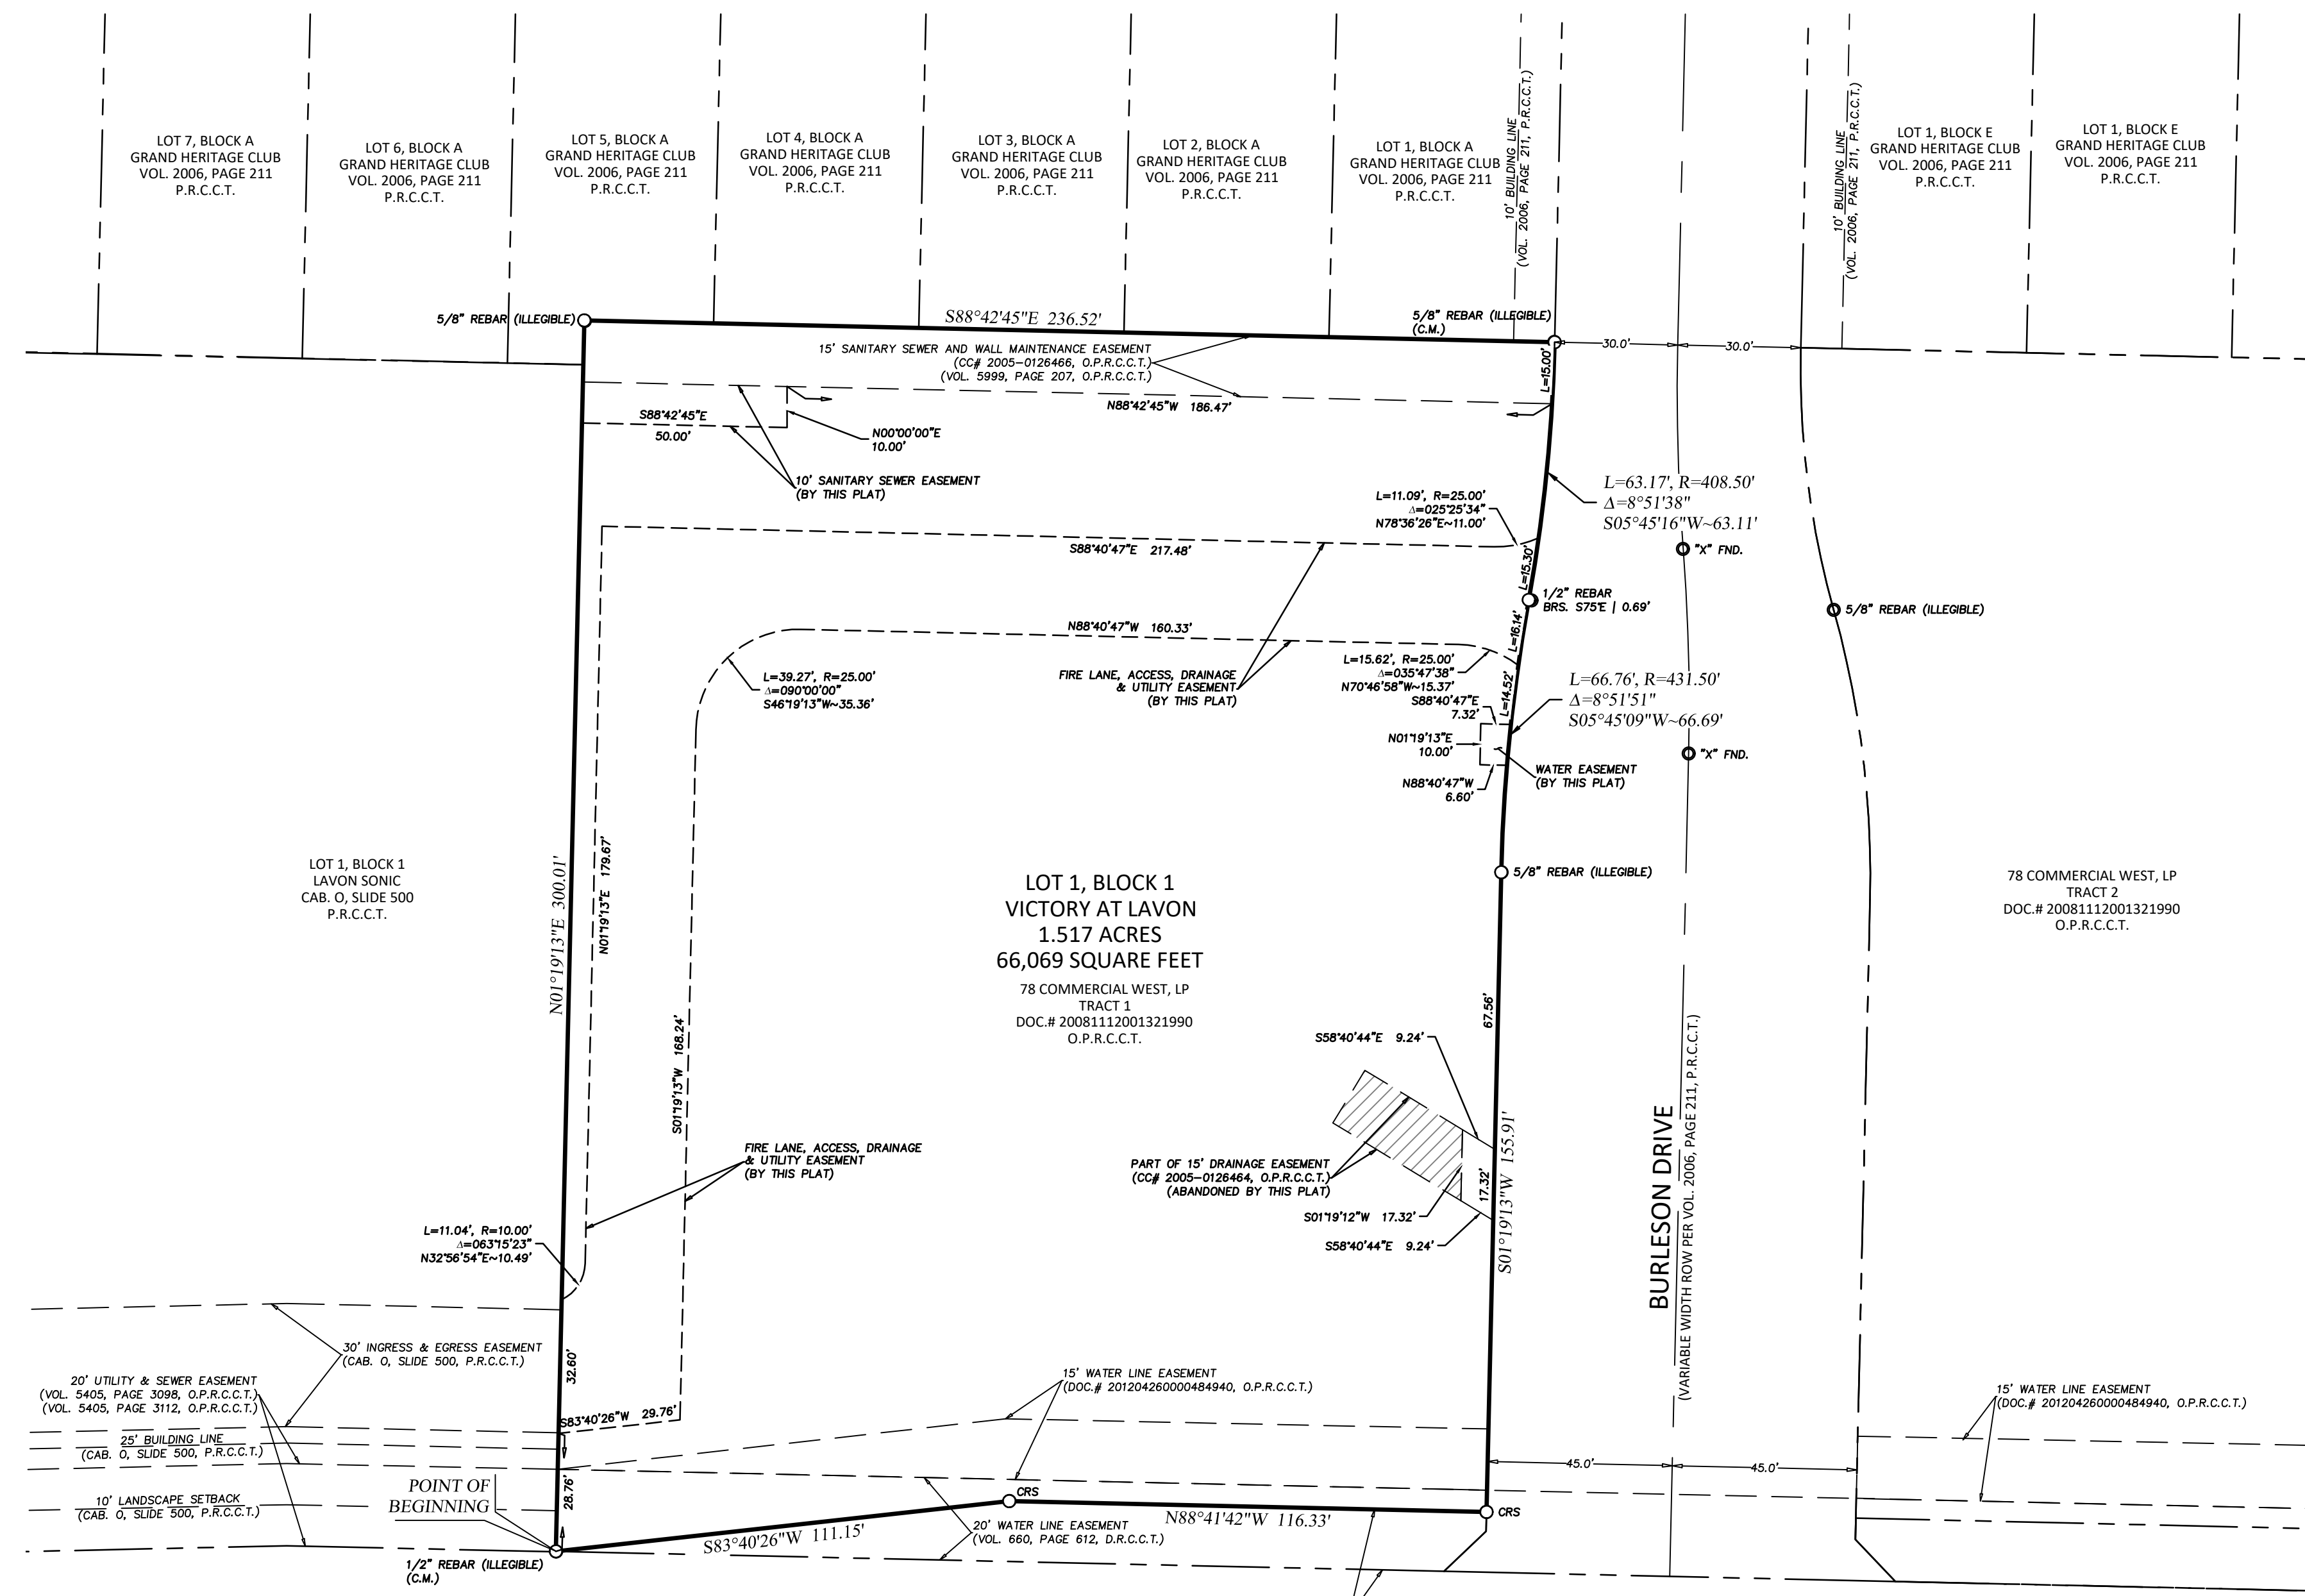 LOT 7, BLOCK A
GRAND HERITAGE CLUB
VOL. 2006, PAGE 211
P.R.C.C.T.
LOT 6, BLOCK A
GRAND HERITAGE CLUB
VOL. 2006, PAGE 211
P.R.C.C.T.
LOT 5, BLOCK A
GRAND HERITAGE CLUB
VOL. 2006, PAGE 211
P.R.C.C.T.
LOT 4, BLOCK A
GRAND HERITAGE CLUB
VOL. 2006, PAGE 211
P.R.C.C.T.
LOT 3, BLOCK A
GRAND HERITAGE CLUB
VOL. 2006, PAGE 211
P.R.C.C.T.
LOT 2, BLOCK A
GRAND HERITAGE CLUB
VOL. 2006, PAGE 211
P.R.C.C.T.
LOT 1, BLOCK A
GRAND HERITAGE CLUB
VOL. 2006, PAGE 211
P.R.C.C.T.
10' BUILDING LINE
(VOL. 2006, PAGE 211, P.R.C.C.T.)
10' BUILDING LINE
(VOL. 2006, PAGE 211, P.R.C.C.T.)
LOT 1, BLOCK E
GRAND HERITAGE CLUB
VOL. 2006, PAGE 211
P.R.C.C.T.
LOT 1, BLOCK E
GRAND HERITAGE CLUB
VOL. 2006, PAGE 211
P.R.C.C.T.
5/8" REBAR (ILLEGIBLE)
S88°42'45"E 236.52'
5/8" REBAR (ILLEGIBLE)
(C.M.)
30.0'
30.0'
15' SANITARY SEWER AND WALL MAINTENANCE EASEMENT
(CC# 2005-0126466, O.P.R.C.C.T.)
(VOL. 5999, PAGE 207, O.P.R.C.C.T.)
L=15.00'
N88°42'45"W 186.47'
S88°42'45"E
50.00'
N00°00'00"E
10.00'
10' SANITARY SEWER EASEMENT
(BY THIS PLAT)
L=11.09', R=25.00'
Δ=025°25'34"
N78°36'26"E~11.00'
L=63.17', R=408.50'
Δ=8°51'38"
S05°45'16"W~63.11'
"X" FND.
S88°40'47"E 217.48'
L=15.30'
1/2" REBAR
BRS. S75°E | 0.69'
5/8" REBAR (ILLEGIBLE)
N88°40'47"W 160.33'
L=16.14'
L=39.27', R=25.00'
Δ=090°00'00"
S46°19'13"W~35.36'
FIRE LANE, ACCESS, DRAINAGE
& UTILITY EASEMENT
(BY THIS PLAT)
L=15.62', R=25.00'
Δ=035°47'38"
N70°46'58"W~15.37'
L=14.52'
S88°40'47"E
7.32'
L=66.76', R=431.50'
Δ=8°51'51"
S05°45'09"W~66.69'
N01°19'13"E
10.00'
"X" FND.
WATER EASEMENT
(BY THIS PLAT)
N88°40'47"W
6.60'
5/8" REBAR (ILLEGIBLE)
LOT 1, BLOCK 1
LAVON SONIC
CAB. O, SLIDE 500
P.R.C.C.T.
N01°19'13"E 300.01'
N01°19'13"E 179.67'
S01°19'13"W 168.24'
LOT 1, BLOCK 1
VICTORY AT LAVON
1.517 ACRES
66,069 SQUARE FEET
78 COMMERCIAL WEST, LP
TRACT 1
DOC.# 20081112001321990
O.P.R.C.C.T.
78 COMMERCIAL WEST, LP
TRACT 2
DOC.# 20081112001321990
O.P.R.C.C.T.
67.56'
S58°40'44"E 9.24'
PART OF 15' DRAINAGE EASEMENT
(CC# 2005-0126464, O.P.R.C.C.T.)
(ABANDONED BY THIS PLAT)
17.32'
S01°19'13"W 155.91'
S01°19'12"W 17.32'
S58°40'44"E 9.24'
BURLESON DRIVE
(VARIABLE WIDTH ROW PER VOL. 2006, PAGE 211, P.R.C.C.T.)
FIRE LANE, ACCESS, DRAINAGE
& UTILITY EASEMENT
(BY THIS PLAT)
L=11.04', R=10.00'
Δ=063°15'23"
N32°56'54"E~10.49'
30' INGRESS & EGRESS EASEMENT
(CAB. O, SLIDE 500, P.R.C.C.T.)
32.60'
20' UTILITY & SEWER EASEMENT
(VOL. 5405, PAGE 3098, O.P.R.C.C.T.)
(VOL. 5405, PAGE 3112, O.P.R.C.C.T.)
15' WATER LINE EASEMENT
(DOC.# 201204260000484940, O.P.R.C.C.T.)
15' WATER LINE EASEMENT
(DOC.# 201204260000484940, O.P.R.C.C.T.)
S83°40'26"W 29.76'
25' BUILDING LINE
(CAB. O, SLIDE 500, P.R.C.C.T.)
45.0'
45.0'
POINT OF
BEGINNING
28.76'
10' LANDSCAPE SETBACK
(CAB. O, SLIDE 500, P.R.C.C.T.)
CRS
CRS
N88°41'42"W 116.33'
S83°40'26"W 111.15'
20' WATER LINE EASEMENT
(VOL. 660, PAGE 612, D.R.C.C.T.)
1/2" REBAR (ILLEGIBLE)
(C.M.)